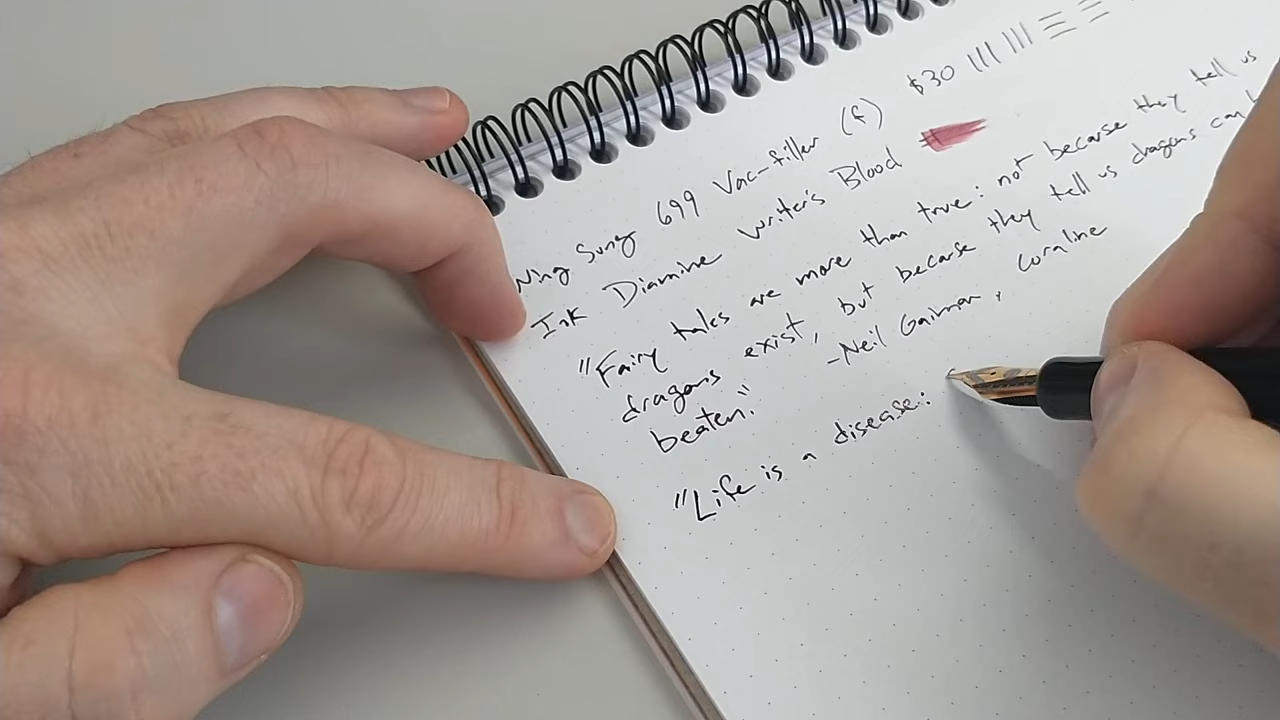 Wing Sung 699 Vac-filler (f) $30
Ink Diamine Writer's Blood
"Fairy tales are more than true: not because they tell us
dragons exist, but because they tell us dragons can
beaten."
-Neil Gaiman, Coraline
"Life is a disease: